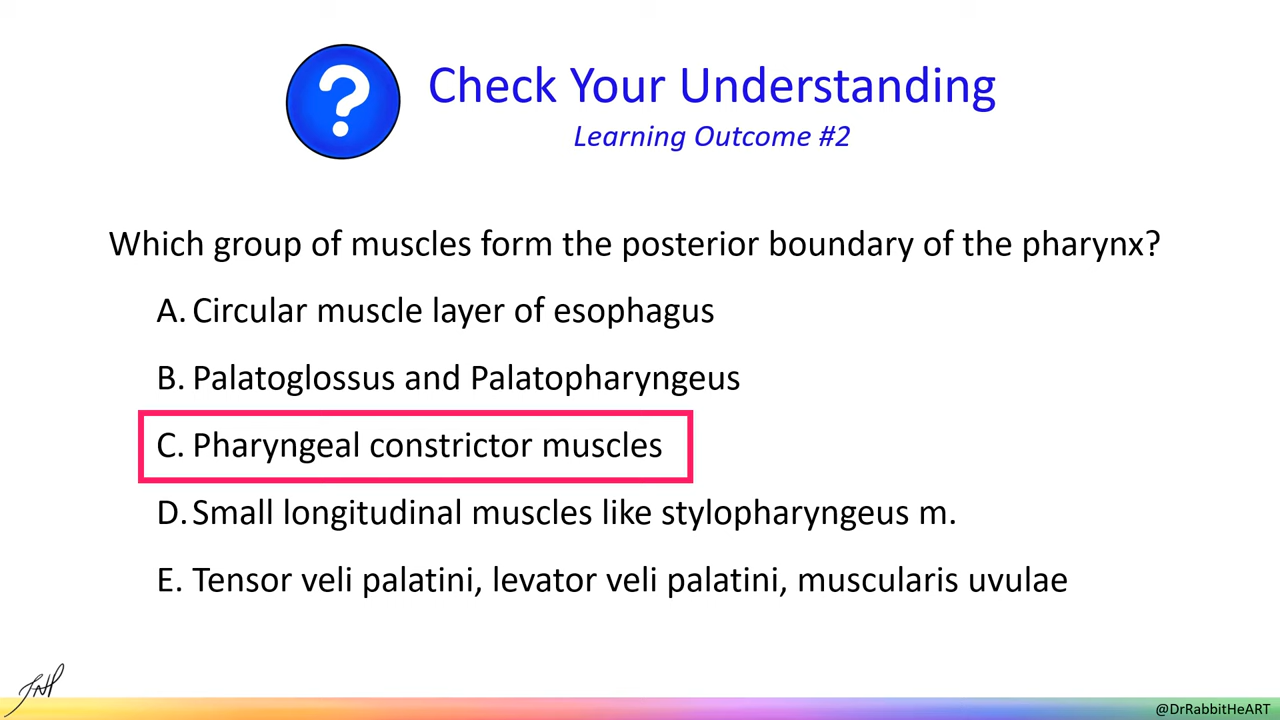 ?
Check Your Understanding
Learning Outcome #2
Which group of muscles form the posterior boundary of the pharynx?
A. Circular muscle layer of esophagus
B. Palatoglossus and Palatopharyngeus
C. Pharyngeal constrictor muscles
D. Small longitudinal muscles like stylopharyngeus m.
E. Tensor veli palatini, levator veli palatini, muscularis uvulae
@DrRabbitHeART